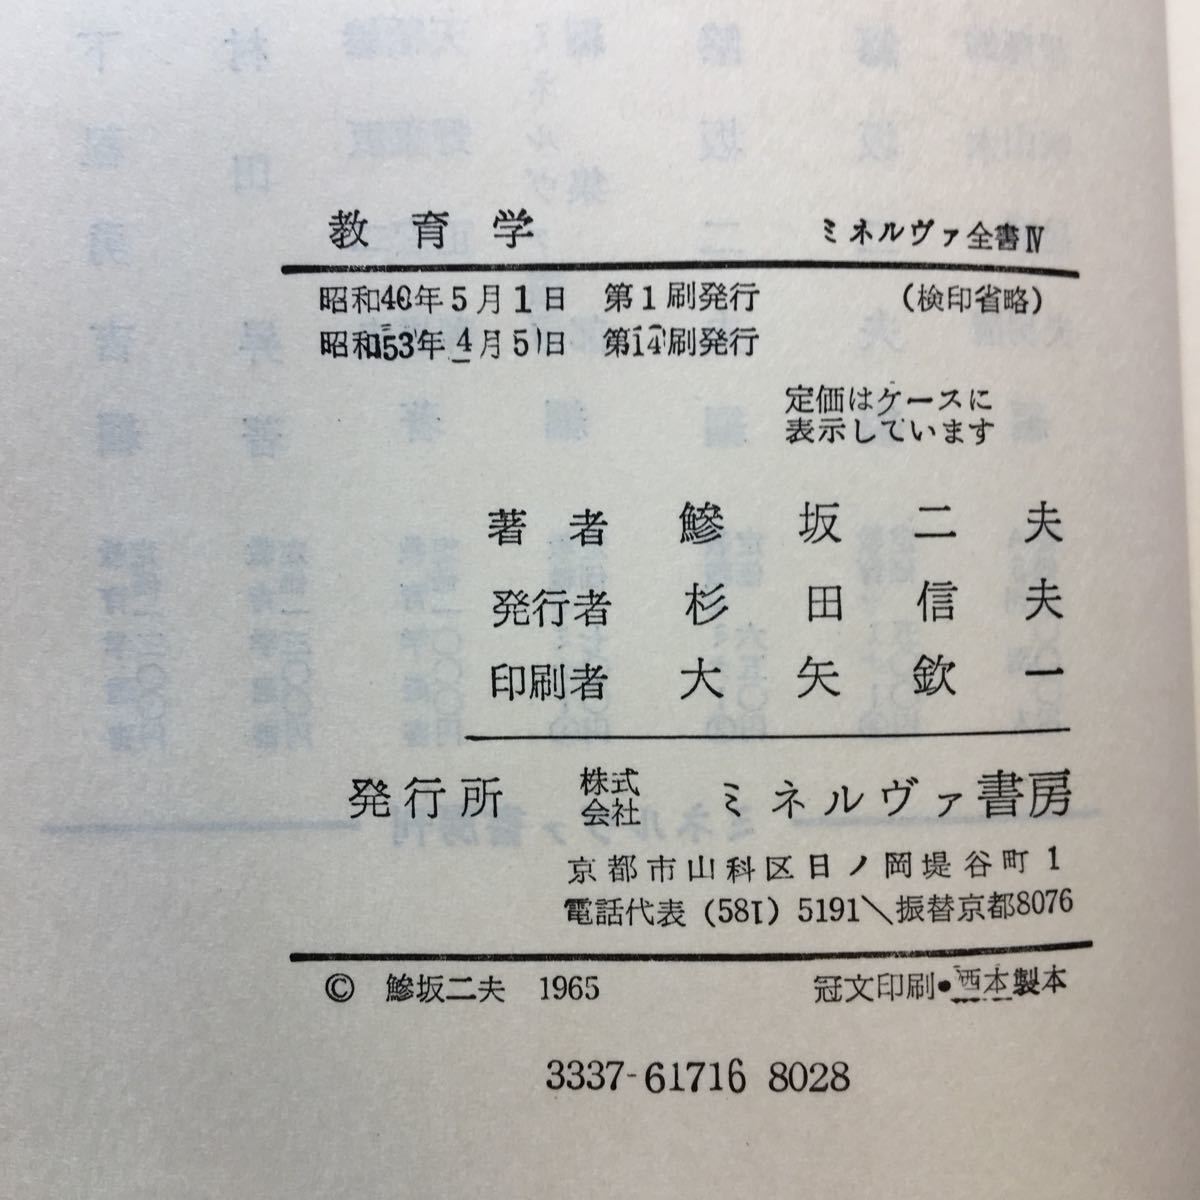 教育学 ミネルヴァ全書Ⅳ
昭和40年5月1日 第1刷発行 (検印省略)
昭和53年4月5日 第14刷発行
定価はケースに
表示しています
著者 鰺坂二夫
発行者 杉田信夫
印刷者 大矢欽一
発行所 株式会社 ミネルヴァ書房
京都市山科区日ノ岡堤谷町1
電話代表 (581) 5191＼振替京都8076
© 鰺坂二夫 1965 冠文印刷・西本製本
3337-61716 8028